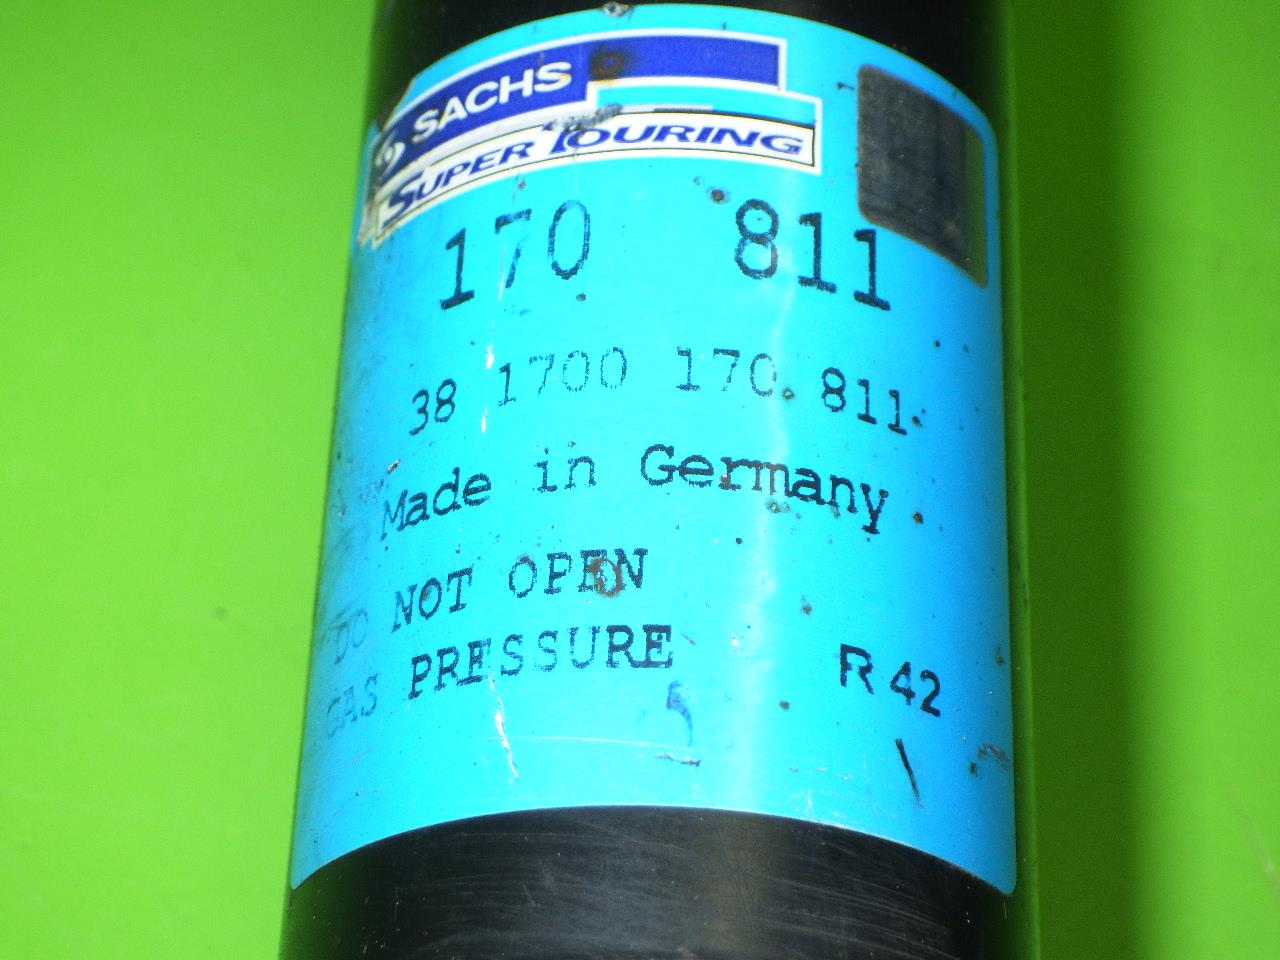 SACHS
SUPER TOURING
170 811
38 1700 170 811
Made in Germany
DO NOT OPEN
GAS PRESSURE R 42